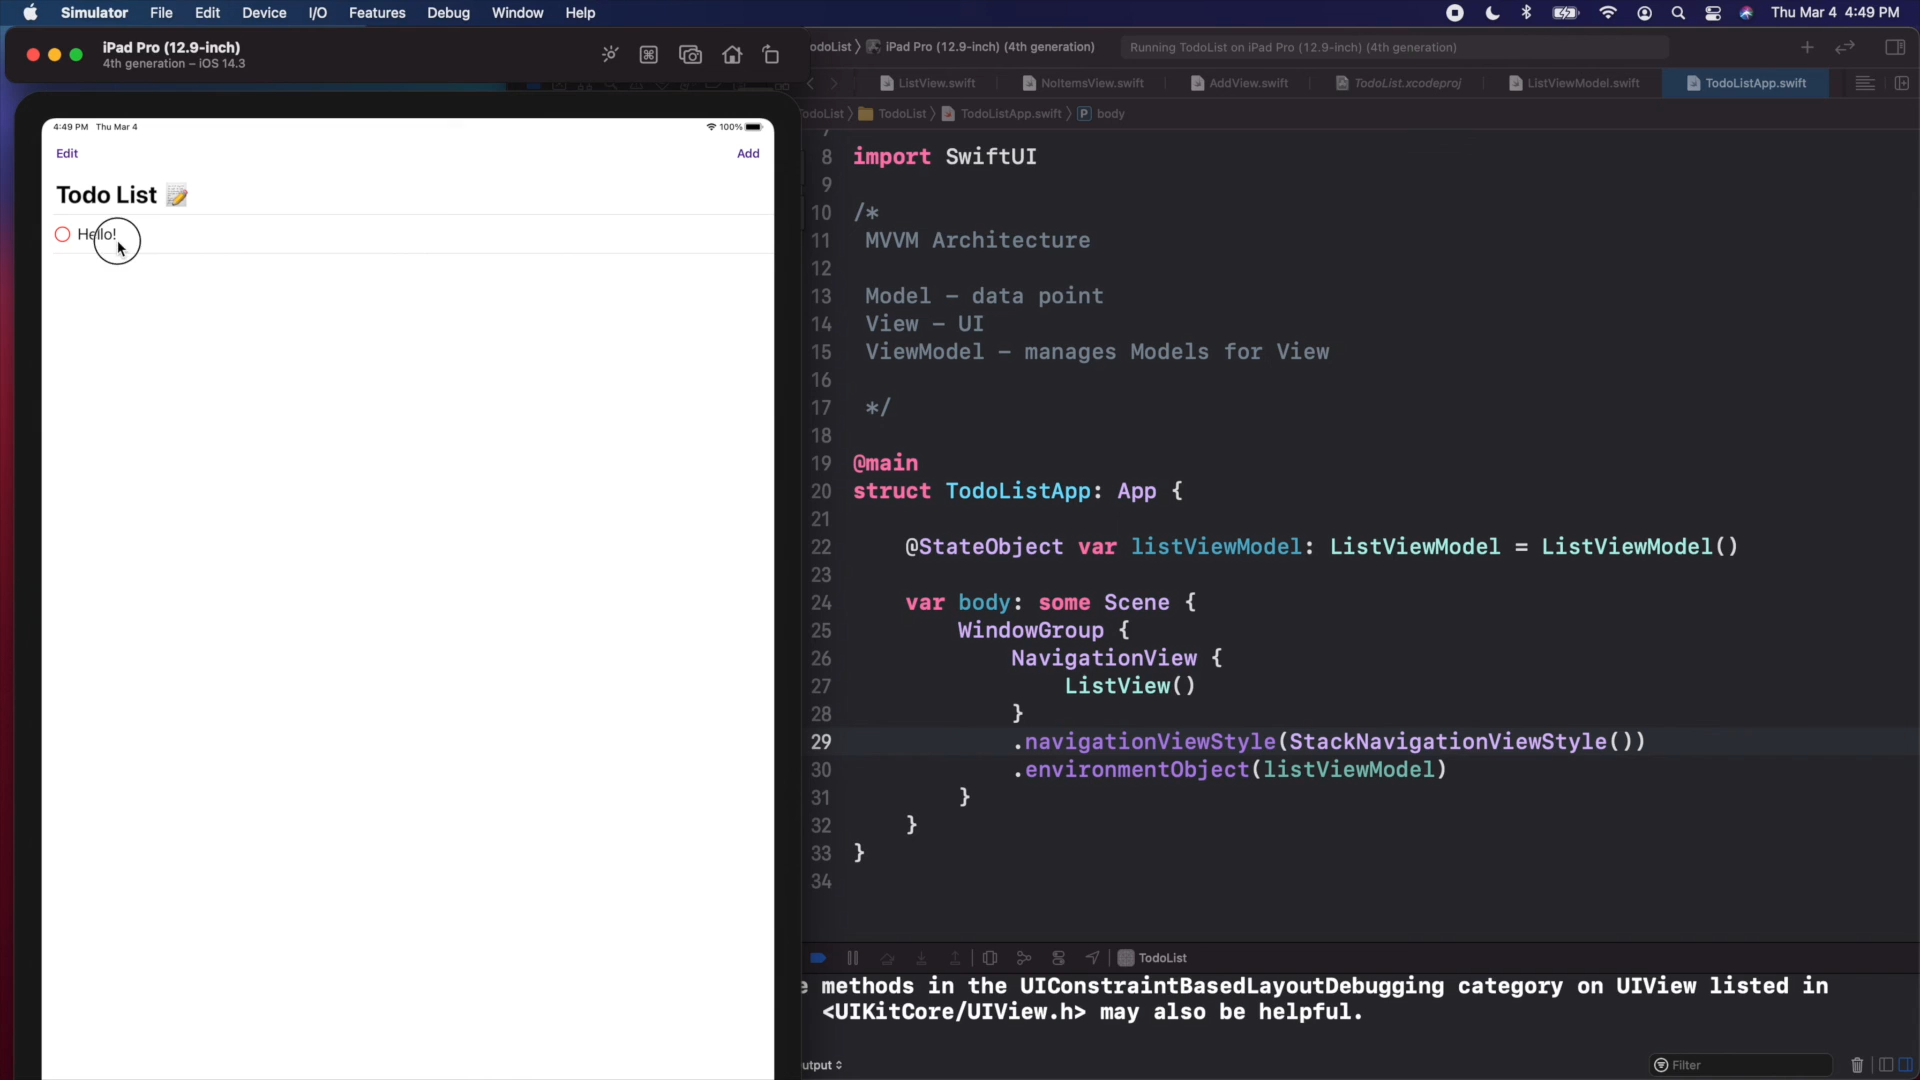 Simulator File Edit Device I/O Features Debug Window Help Thu Mar 4 4:49 PM
iPad Pro (12.9-inch)
4th generation – iOS 14.3
iPad Pro (12.9-inch) (4th generation) Running TodoList on iPad Pro (12.9-inch) (4th generation)
ListView.swift NoItemsView.swift AddView.swift TodoList.xcodeproj ListViewModel.swift TodoListApp.swift
TodoList TodoListApp.swift P body
4:49 PM Thu Mar 4 100%
Edit Add
Todo List 📝
Hello!
8 import SwiftUI
9
10 /*
11 MVVM Architecture
12
13 Model – data point
14 View – UI
15 ViewModel – manages Models for View
16
17 */
18
19 @main
20 struct TodoListApp: App {
21
22 @StateObject var listViewModel: ListViewModel = ListViewModel()
23
24 var body: some Scene {
25 WindowGroup {
26 NavigationView {
27 ListView()
28 }
29 .navigationViewStyle(StackNavigationViewStyle())
30 .environmentObject(listViewModel)
31 }
32 }
33 }
34
TodoList
methods in the UIConstraintBasedLayoutDebugging category on UIView listed in
<UIKitCore/UIView.h> may also be helpful.
Filter